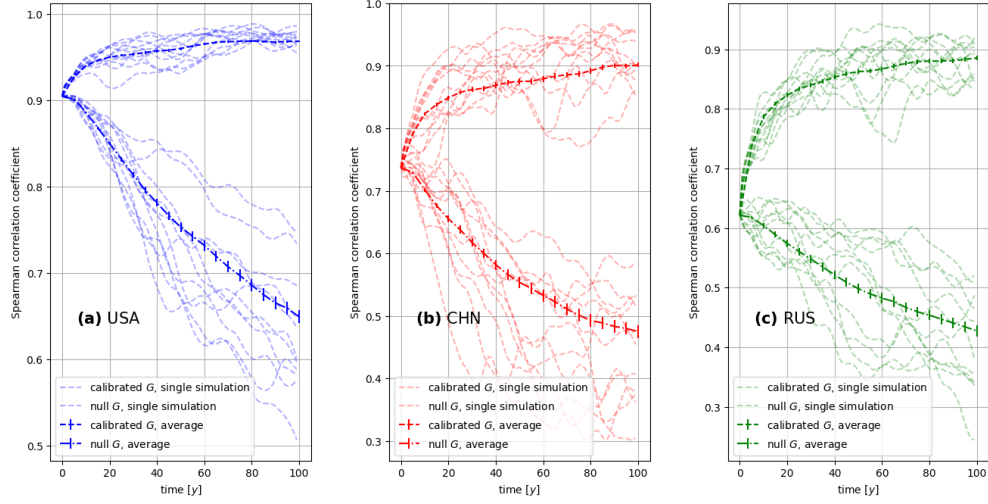 1.0
0.9
0.8
0.7
0.6
0.5
Spearman correlation coefficient
(a) USA
calibrated G, single simulation
null G, single simulation
calibrated G, average
null G, average
0 20 40 60 80 100
time [y]
1.0
0.9
0.8
0.7
0.6
0.5
0.4
0.3
Spearman correlation coefficient
(b) CHN
calibrated G, single simulation
null G, single simulation
calibrated G, average
null G, average
0 20 40 60 80 100
time [y]
0.9
0.8
0.7
0.6
0.5
0.4
0.3
Spearman correlation coefficient
(c) RUS
calibrated G, single simulation
null G, single simulation
calibrated G, average
null G, average
0 20 40 60 80 100
time [y]